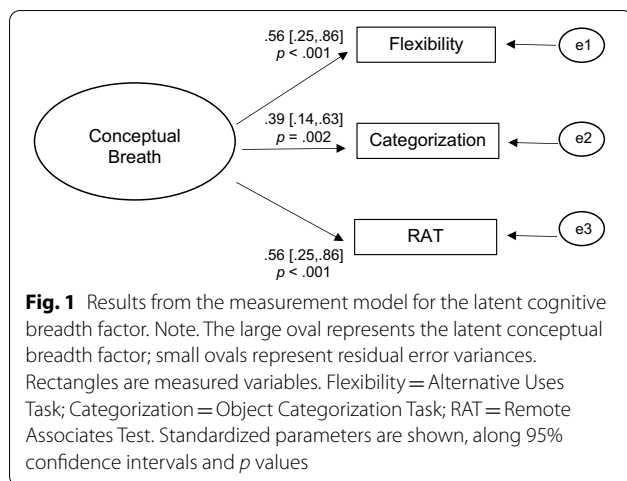 .56 [.25,.86]
p < .001
Flexibility
e1
.39 [.14,.63]
p = .002
Conceptual
Breath
Categorization
e2
.56 [.25,.86]
p < .001
RAT
e3
Fig. 1 Results from the measurement model for the latent cognitive
breadth factor. Note. The large oval represents the latent conceptual
breadth factor; small ovals represent residual error variances.
Rectangles are measured variables. Flexibility = Alternative Uses
Task; Categorization = Object Categorization Task; RAT = Remote
Associates Test. Standardized parameters are shown, along 95%
confidence intervals and p values